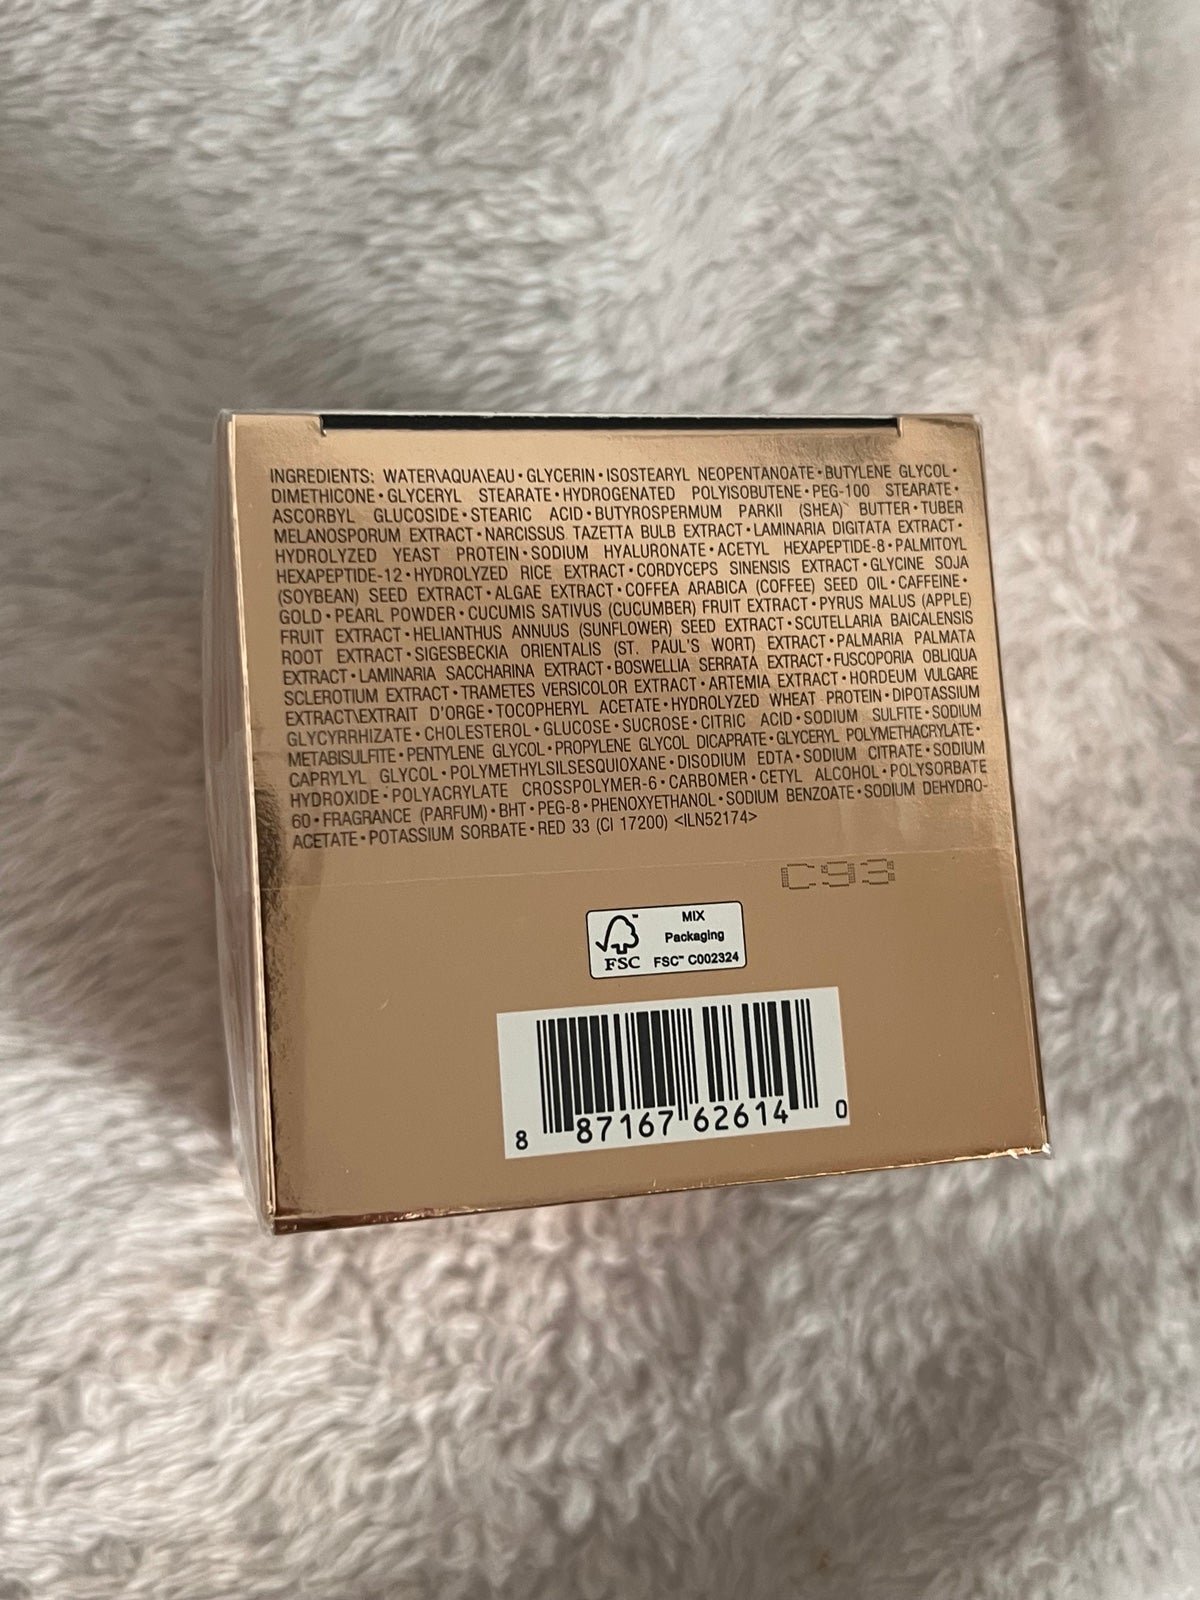 INGREDIENTS: WATER\AQUA\EAU • GLYCERIN • ISOSTEARYL NEOPENTANOATE • BUTYLENE GLYCOL •
DIMETHICONE • GLYCERYL STEARATE • HYDROGENATED POLYISOBUTENE • PEG-100 STEARATE •
ASCORBYL GLUCOSIDE • STEARIC ACID • BUTYROSPERMUM PARKII (SHEA) BUTTER • TUBER
MELANOSPORUM EXTRACT • NARCISSUS TAZETTA BULB EXTRACT • LAMINARIA DIGITATA EXTRACT •
HYDROLYZED YEAST PROTEIN • SODIUM HYALURONATE • ACETYL HEXAPEPTIDE-8 • PALMITOYL
HEXAPEPTIDE-12 • HYDROLYZED RICE EXTRACT • CORDYCEPS SINENSIS EXTRACT • GLYCINE SOJA
(SOYBEAN) SEED EXTRACT • ALGAE EXTRACT • COFFEA ARABICA (COFFEE) SEED OIL • CAFFEINE •
GOLD • PEARL POWDER • CUCUMIS SATIVUS (CUCUMBER) FRUIT EXTRACT • PYRUS MALUS (APPLE)
FRUIT EXTRACT • HELIANTHUS ANNUUS (SUNFLOWER) SEED EXTRACT • SCUTELLARIA BAICALENSIS
ROOT EXTRACT • SIGESBECKIA ORIENTALIS (ST. PAUL'S WORT) EXTRACT • PALMARIA PALMATA
EXTRACT • LAMINARIA SACCHARINA EXTRACT • BOSWELLIA SERRATA EXTRACT • FUSCOPORIA OBLIQUA
SCLEROTIUM EXTRACT • TRAMETES VERSICOLOR EXTRACT • ARTEMIA EXTRACT • HORDEUM VULGARE
EXTRACT\EXTRAIT D'ORGE • TOCOPHERYL ACETATE • HYDROLYZED WHEAT PROTEIN • DIPOTASSIUM
GLYCYRRHIZATE • CHOLESTEROL • GLUCOSE • SUCROSE • CITRIC ACID • SODIUM SULFITE • SODIUM
METABISULFITE • PENTYLENE GLYCOL • PROPYLENE GLYCOL DICAPRATE • GLYCERYL POLYMETHACRYLATE •
CAPRYLYL GLYCOL • POLYMETHYLSILSESQUIOXANE • DISODIUM EDTA • SODIUM CITRATE • SODIUM
HYDROXIDE • POLYACRYLATE CROSSPOLYMER-6 • CARBOMER • CETYL ALCOHOL • POLYSORBATE
60 • FRAGRANCE (PARFUM) • BHT • PEG-8 • PHENOXYETHANOL • SODIUM BENZOATE • SODIUM DEHYDRO-
ACETATE • POTASSIUM SORBATE • RED 33 (CI 17200) <ILN52174>
C93
MIX
Packaging
FSC™ C002324
FSC
8 87167 62614 0